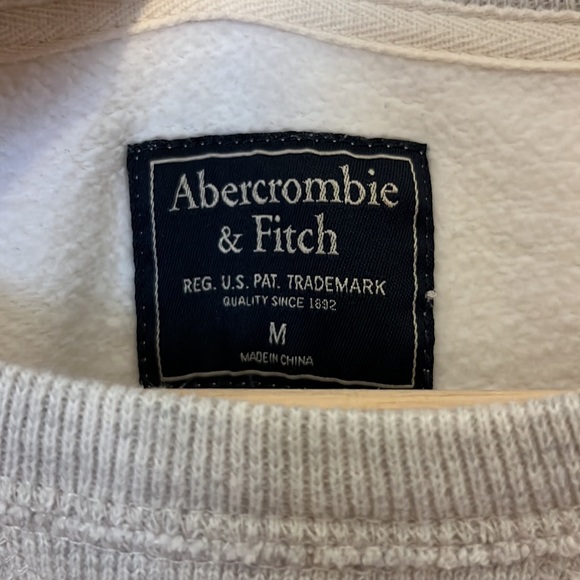 Abercrombie
& Fitch
REG. U.S. PAT. TRADEMARK
QUALITY SINCE 1892
M
MADE IN CHINA